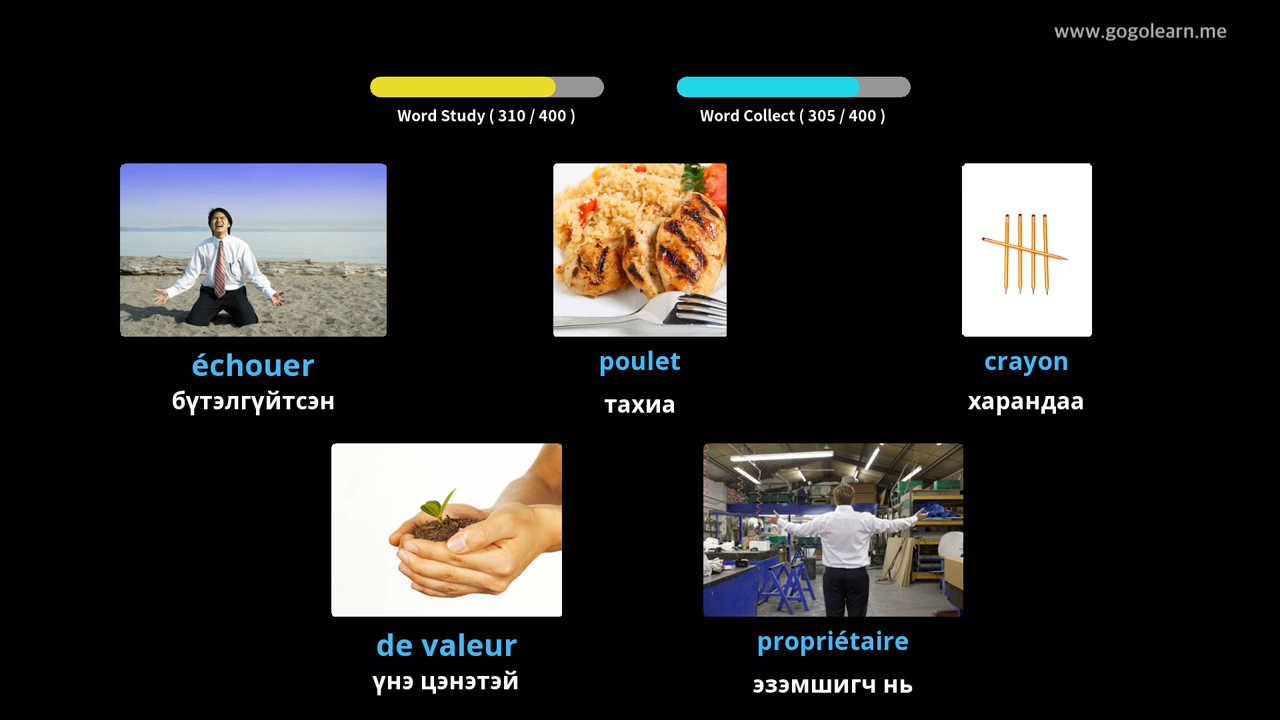 www.gogolearn.me
Word Study ( 310 / 400 )
Word Collect ( 305 / 400 )
échouer
бүтэлгүйтсэн
poulet
тахиа
crayon
харандаа
de valeur
үнэ цэнэтэй
propriétaire
эзэмшигч нь